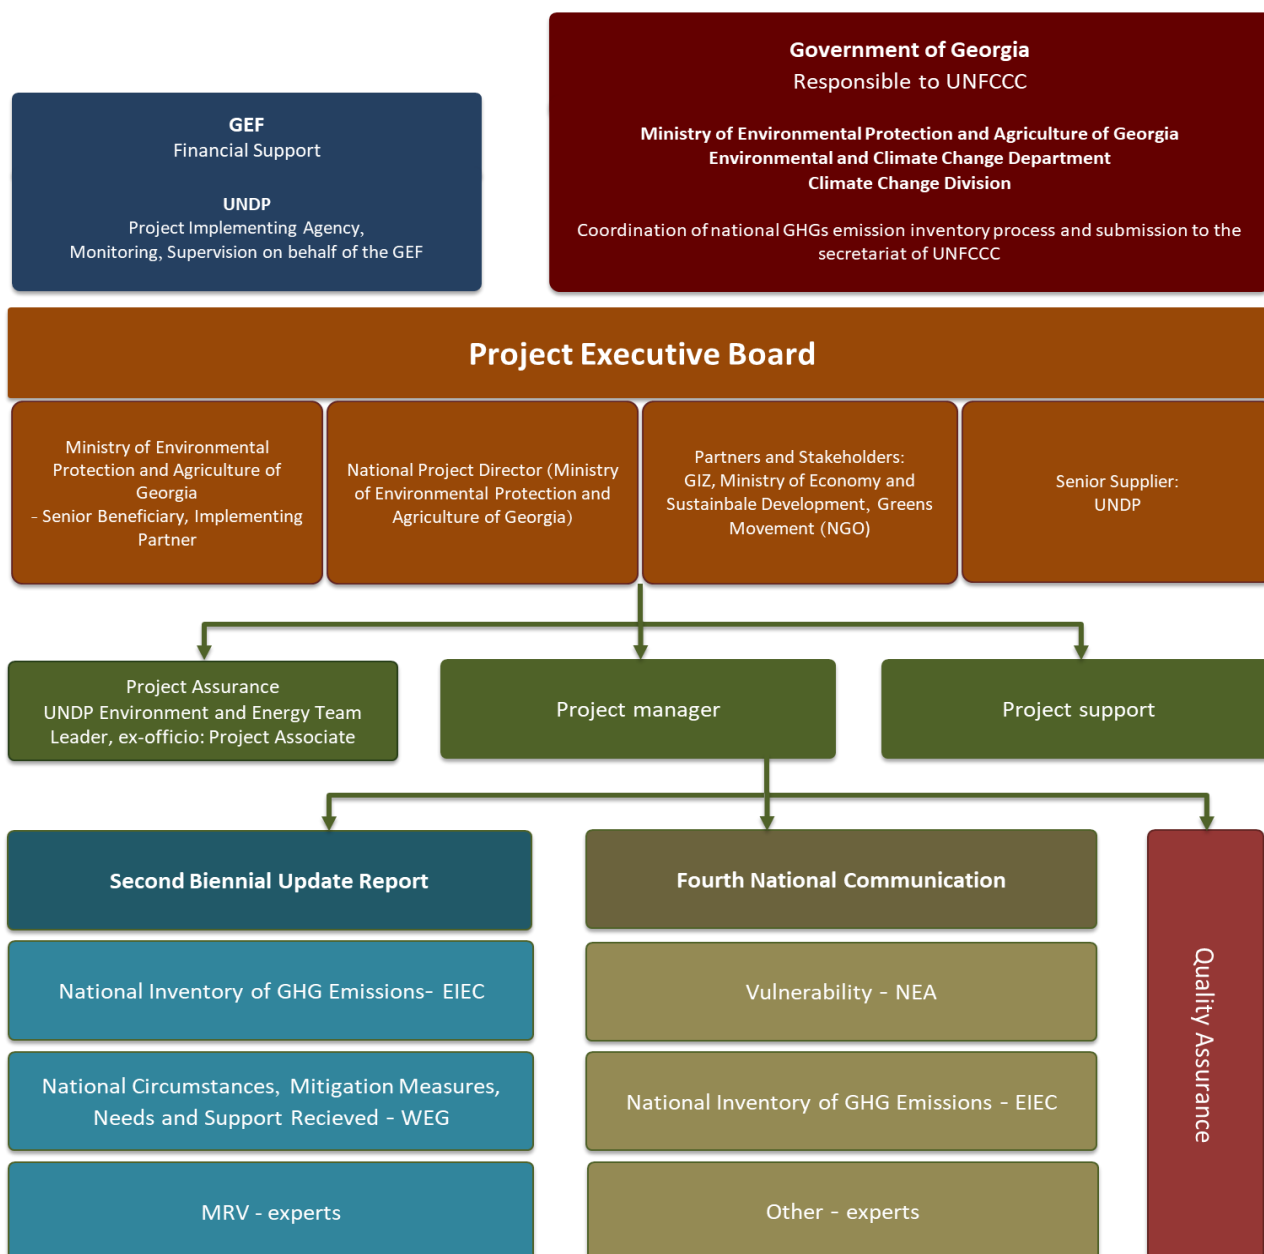 GEF
Financial Support
UNDP
Project Implementing Agency,
Monitoring, Supervision on behalf of the GEF
Government of Georgia
Responsible to UNFCCC
Ministry of Environmental Protection and Agriculture of Georgia
Environmental and Climate Change Department
Climate Change Division
Coordination of national GHGs emission inventory process and submission to the
secretariat of UNFCCC
Project Executive Board
Ministry of Environmental
Protection and Agriculture of
Georgia
- Senior Beneficiary, Implementing
Partner
National Project Director (Ministry
of Environmental Protection and
Agriculture of Georgia)
Partners and Stakeholders:
GIZ, Ministry of Economy and
Sustainbale Development, Greens
Movement (NGO)
Senior Supplier:
UNDP
Project Assurance
UNDP Environment and Energy Team
Leader, ex-officio: Project Associate
Project manager
Project support
Second Biennial Update Report
National Inventory of GHG Emissions- EIEC
National Circumstances, Mitigation Measures,
Needs and Support Recieved - WEG
MRV - experts
Fourth National Communication
Vulnerability - NEA
National Inventory of GHG Emissions - EIEC
Other - experts
Quality Assurance